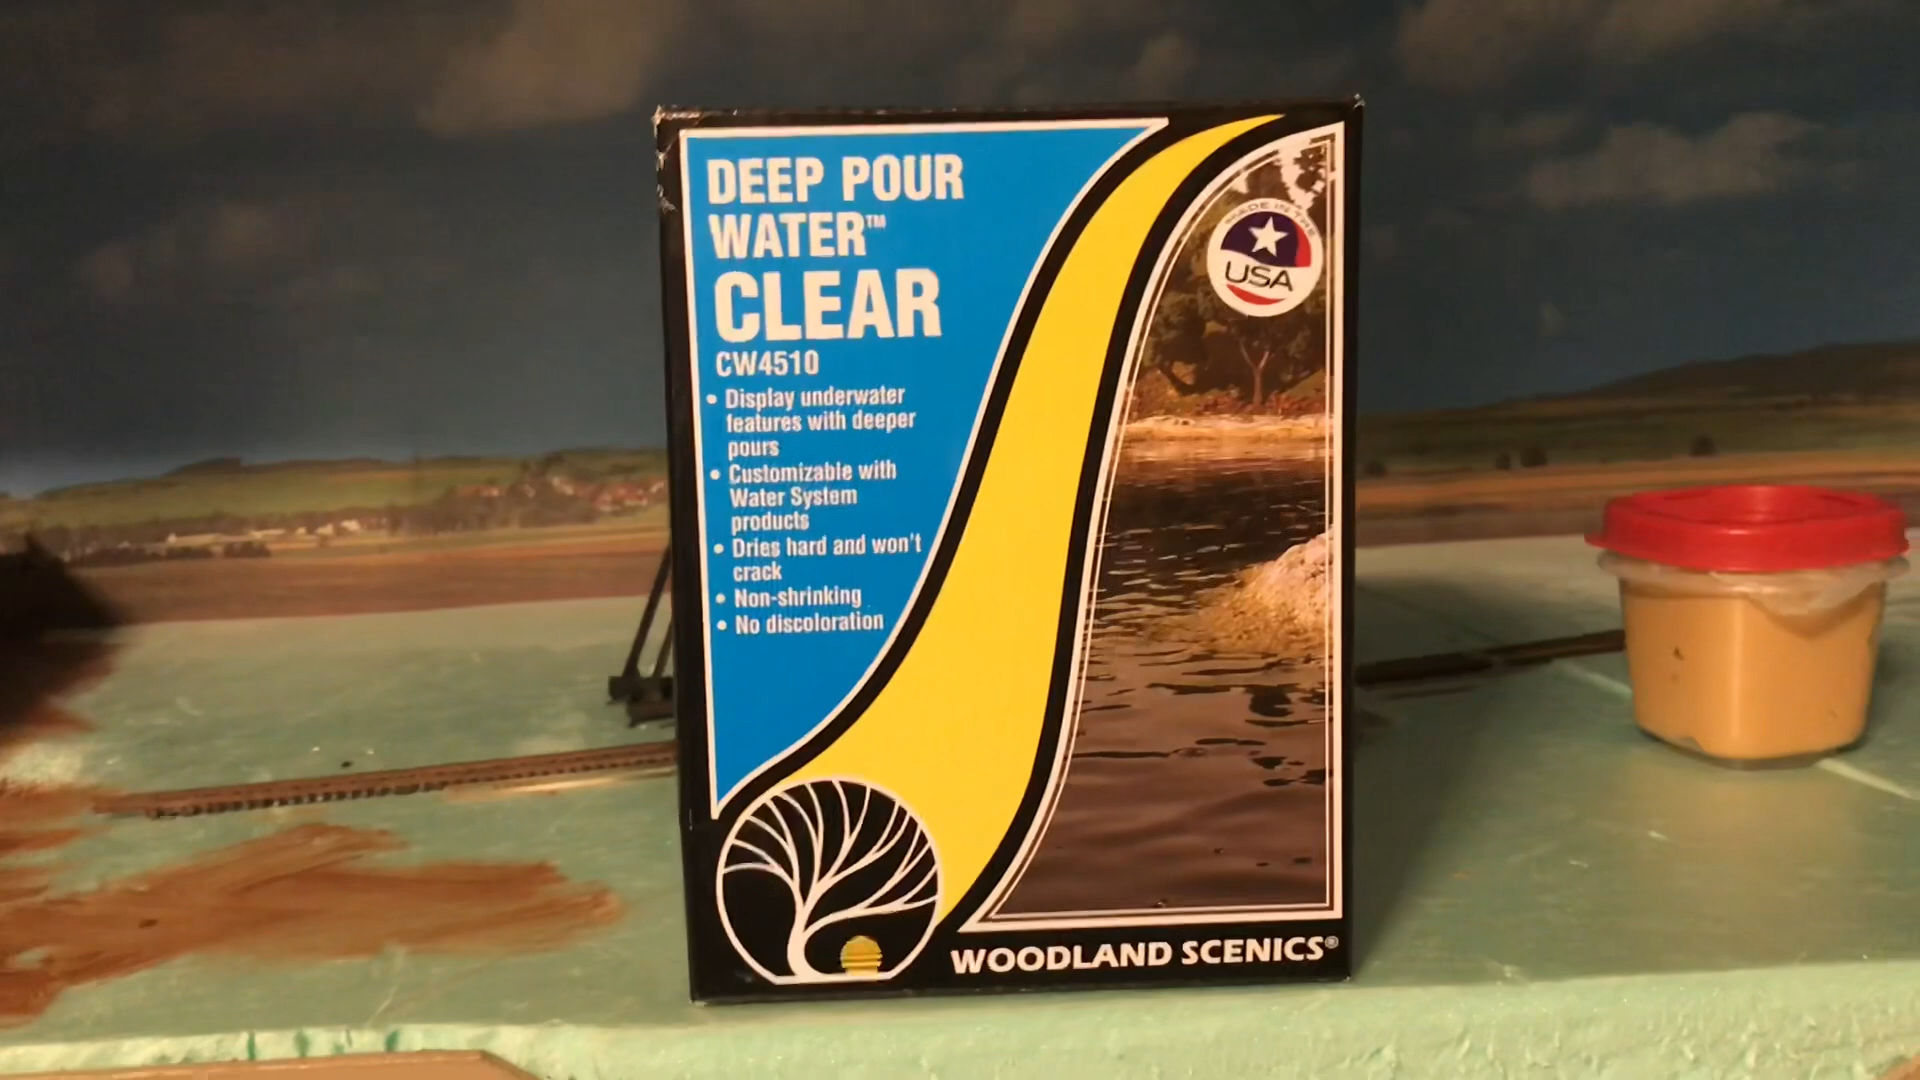 DEEP POUR
WATER™
CLEAR
CW4510
• Display underwater
features with deeper
pours
• Customizable with
Water System
products
• Dries hard and won't
crack
• Non-shrinking
• No discoloration
MADE IN THE
USA
WOODLAND SCENICS®